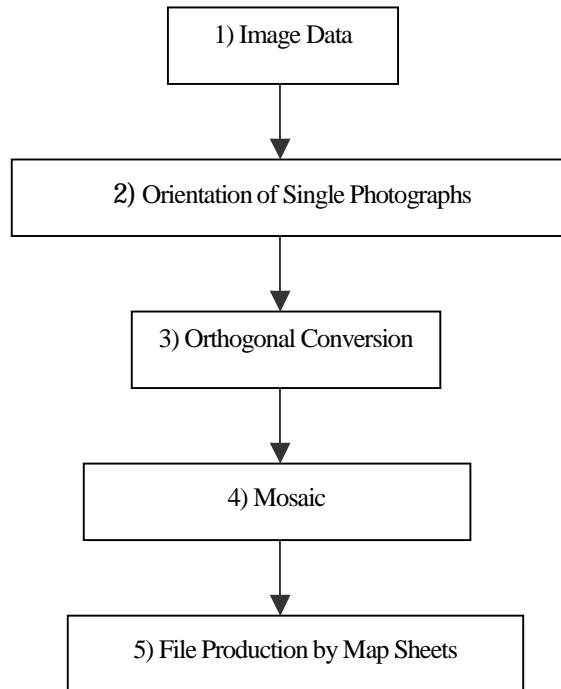 1) Image Data
2) Orientation of Single Photographs
3) Orthogonal Conversion
4) Mosaic
5) File Production by Map Sheets